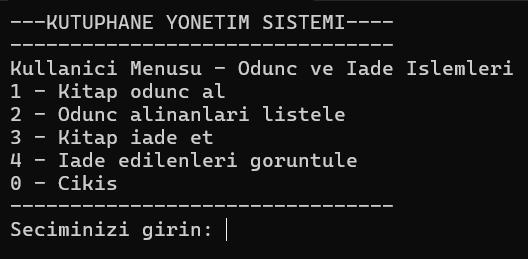 ---KUTUPHANE YONETIM SISTEMI----
--------------------------------
Kullanici Menusu - Odunc ve Iade Islemleri
1 - Kitap odunc al
2 - Odunc alinanlari listele
3 - Kitap iade et
4 - Iade edilenleri goruntule
0 - Cikis
--------------------------------
Seciminizi girin: